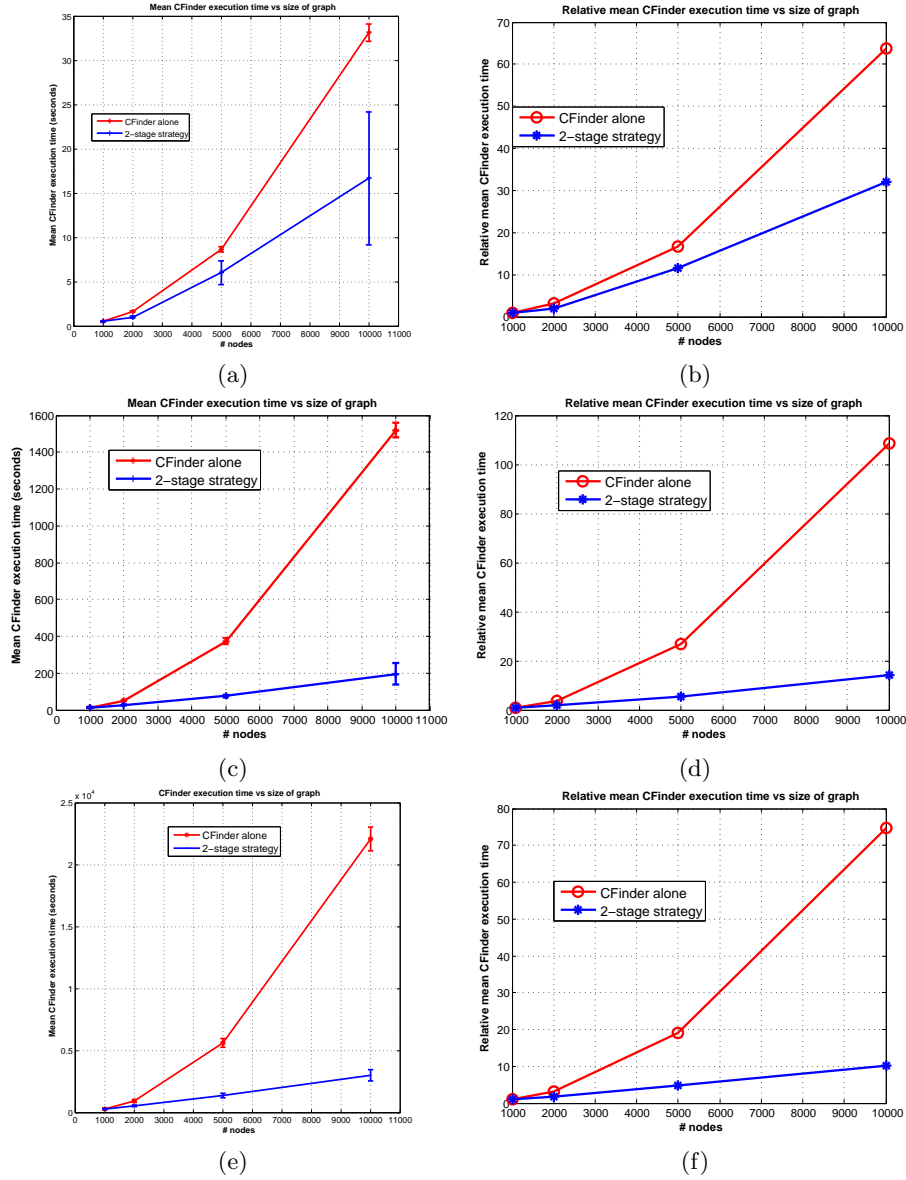 Mean CFinder execution time vs size of graph
Mean CFinder execution time (seconds)
35
30
25
20
15
10
5
0
CFinder alone
2−stage strategy
0 1000 2000 3000 4000 5000 6000 7000 8000 9000 10000 11000
# nodes
(a)
Relative mean CFinder execution time vs size of graph
Relative mean CFinder execution time
70
60
50
40
30
20
10
0
CFinder alone
2−stage strategy
1000 2000 3000 4000 5000 6000 7000 8000 9000 10000
# nodes
(b)
Mean CFinder execution time vs size of graph
Mean CFinder execution time (seconds)
1600
1400
1200
1000
800
600
400
200
0
CFinder alone
2−stage strategy
0 1000 2000 3000 4000 5000 6000 7000 8000 9000 10000 11000
# nodes
(c)
Relative mean CFinder execution time vs size of graph
Relative mean CFinder execution time
120
100
80
60
40
20
0
CFinder alone
2−stage strategy
1000 2000 3000 4000 5000 6000 7000 8000 9000 10000
# nodes
(d)
CFinder execution time vs size of graph
x 10⁴
Mean CFinder execution time (seconds)
2.5
2
1.5
1
0.5
0
CFinder alone
2−stage strategy
0 1000 2000 3000 4000 5000 6000 7000 8000 9000 10000 11000
# nodes
(e)
Relative mean CFinder execution time vs size of graph
Relative mean CFinder execution time
80
70
60
50
40
30
20
10
0
CFinder alone
2−stage strategy
1000 2000 3000 4000 5000 6000 7000 8000 9000 10000
# nodes
(f)